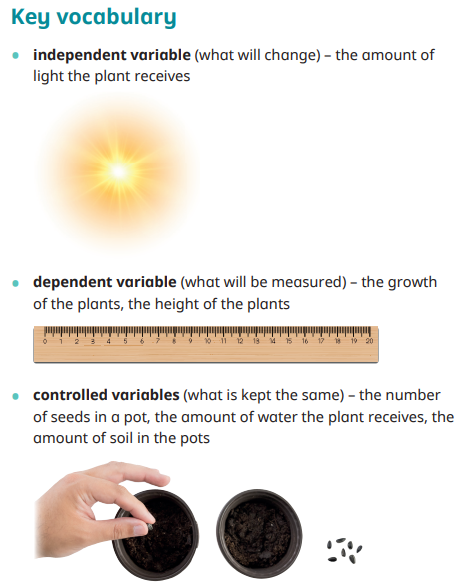 Key vocabulary
• independent variable (what will change) – the amount of
light the plant receives
• dependent variable (what will be measured) – the growth
of the plants, the height of the plants
0 1 2 3 4 5 6 7 8 9 10 11 12 13 14 15 16 17 18 19 20
• controlled variables (what is kept the same) – the number
of seeds in a pot, the amount of water the plant receives, the
amount of soil in the pots